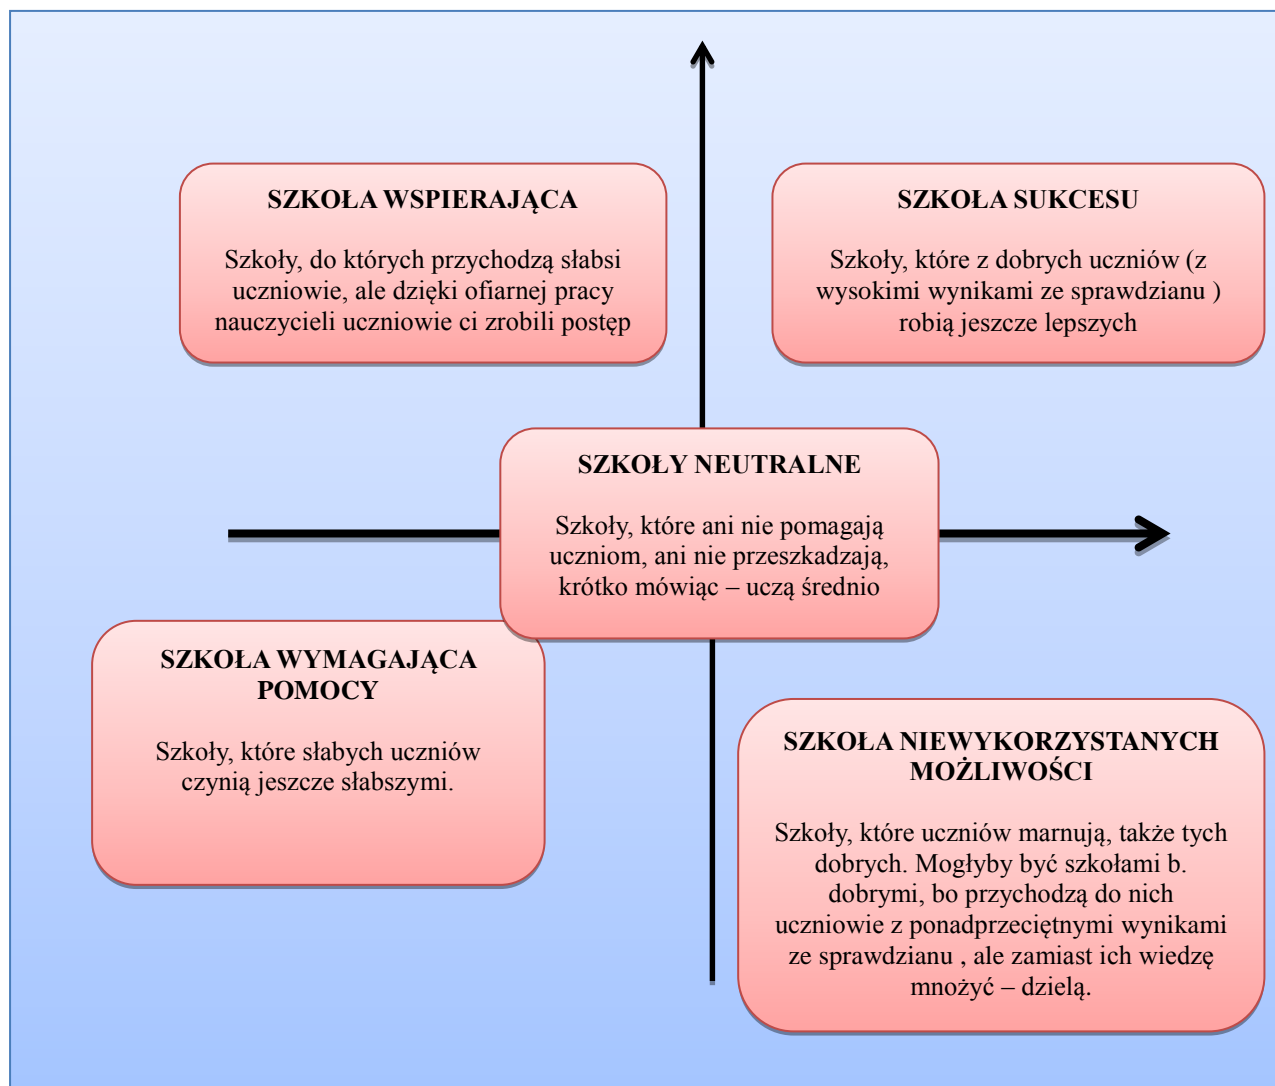 SZKOŁA WSPIERAJĄCA
Szkoły, do których przychodzą słabsi
uczniowie, ale dzięki ofiarnej pracy
nauczycieli uczniowie ci zrobili postęp
SZKOŁA SUKCESU
Szkoły, które z dobrych uczniów (z
wysokimi wynikami ze sprawdzianu )
robią jeszcze lepszych
SZKOŁY NEUTRALNE
Szkoły, które ani nie pomagają
uczniom, ani nie przeszkadzają,
krótko mówiąc – uczą średnio
SZKOŁA WYMAGAJĄCA
POMOCY
Szkoły, które słabych uczniów
czynią jeszcze słabszymi.
SZKOŁA NIEWYKORZYSTANYCH
MOŻLIWOŚCI
Szkoły, które uczniów marnują, także tych
dobrych. Mogłyby być szkołami b.
dobrymi, bo przychodzą do nich
uczniowie z ponadprzeciętnymi wynikami
ze sprawdzianu , ale zamiast ich wiedzę
mnożyć – dzielą.